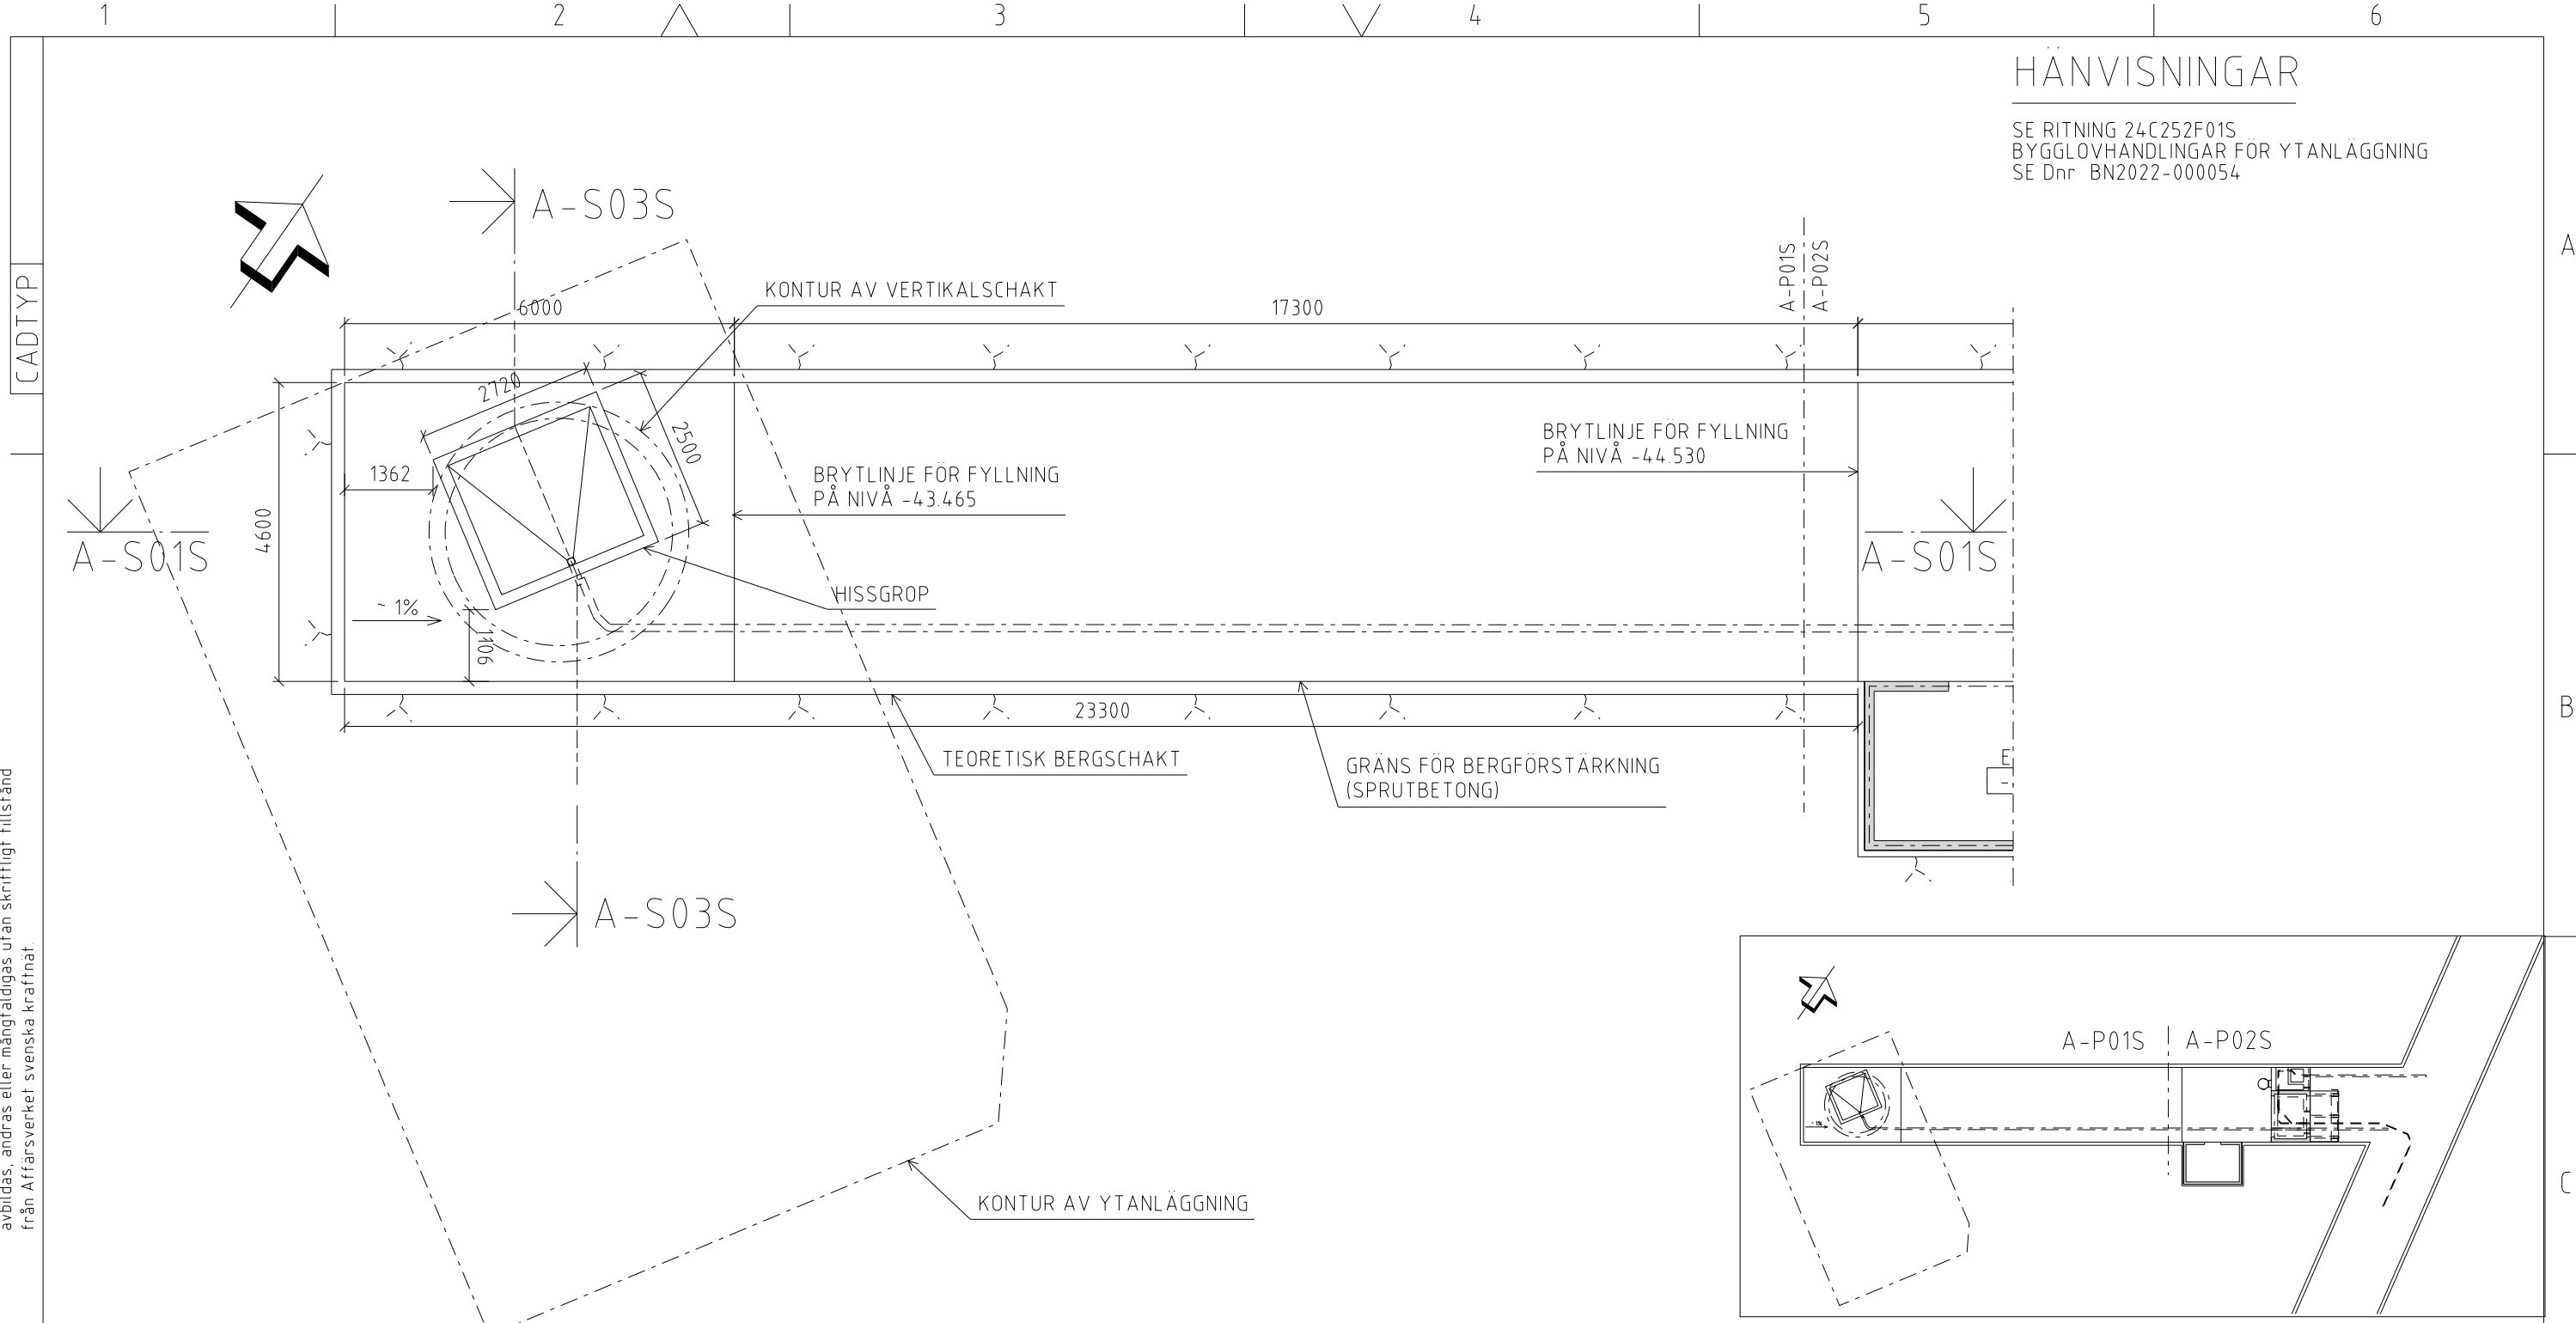 1
2
3
4
5
6
HÄNVISNINGAR
SE RITNING 24C252F01S
BYGGLOVHANDLINGAR FÖR YTANLÄGGNING
SE Dnr BN2022-000054
A
B
C
CADTYP
A-S03S
KONTUR AV VERTIKALSCHAKT
6000
17300
A-P01S
A-P02S
2720
2500
1362
4600
BRYTLINJE FÖR FYLLNING
PÅ NIVÅ -43.465
BRYTLINJE FÖR FYLLNING
PÅ NIVÅ -44.530
A-S01S
A-S01S
HISSGROP
~ 1%
1106
23300
TEORETISK BERGSCHAKT
GRÄNS FÖR BERGFÖRSTÄRKNING
(SPRUTBETONG)
E
A-S03S
KONTUR AV YTANLÄGGNING
avbildas, ändras eller mångfaldigas utan skriftligt tillstånd
från Affärsverket svenska kraftnät.
A-P01S
A-P02S
~ 1%